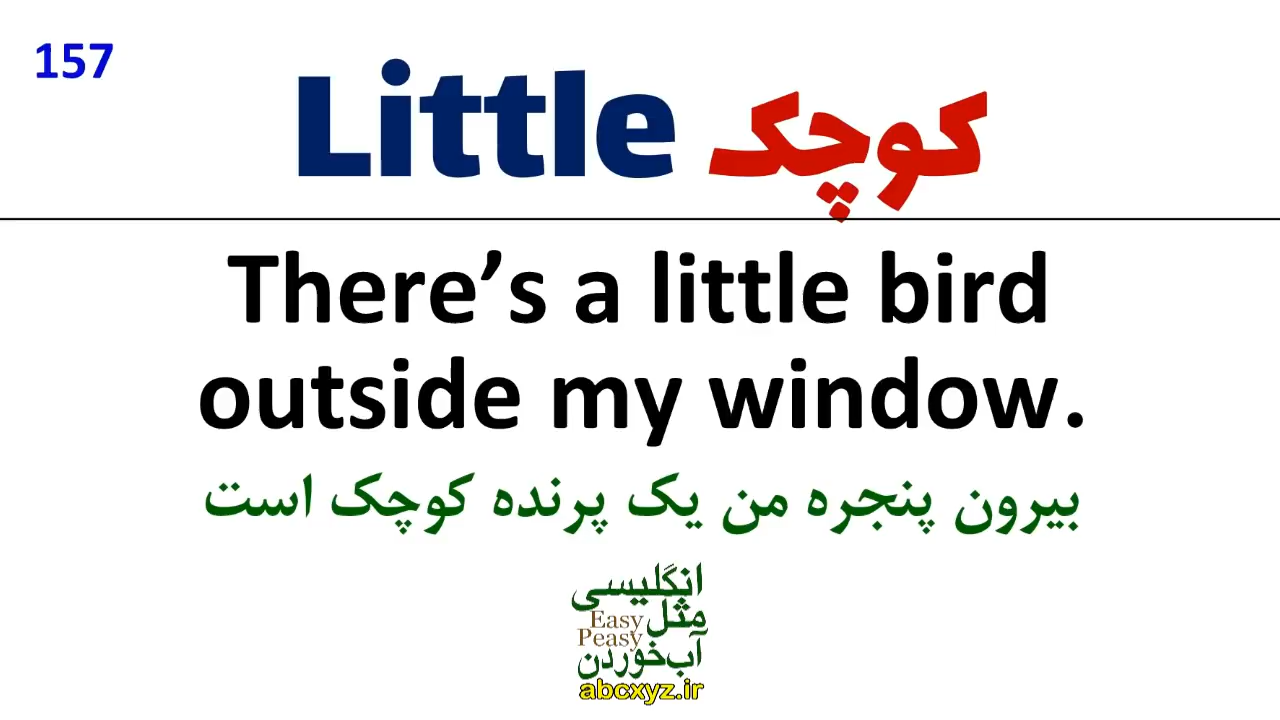 157
Little کوچک
There’s a little bird
outside my window.
بیرون پنجره من یک پرنده کوچک است
انگلیسی
مثل
Easy
Peasy
آب‌خوردن
abcxyz.ir